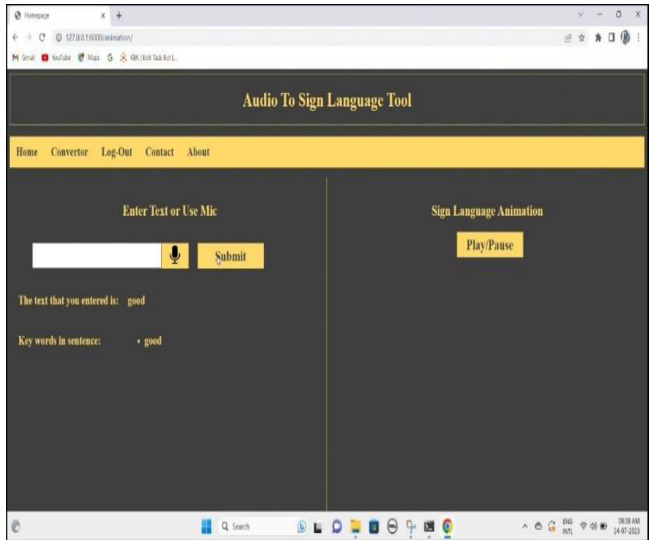 Homepage
127.0.0.1:8000/animation/
Gmail YouTube Maps
Audio To Sign Language Tool
Home Convertor Log-Out Contact About
Enter Text or Use Mic
Submit
The text that you entered is: good
Key words in sentence: • good
Sign Language Animation
Play/Pause
Search
ENG
INTL
08:38 AM
24-07-2023